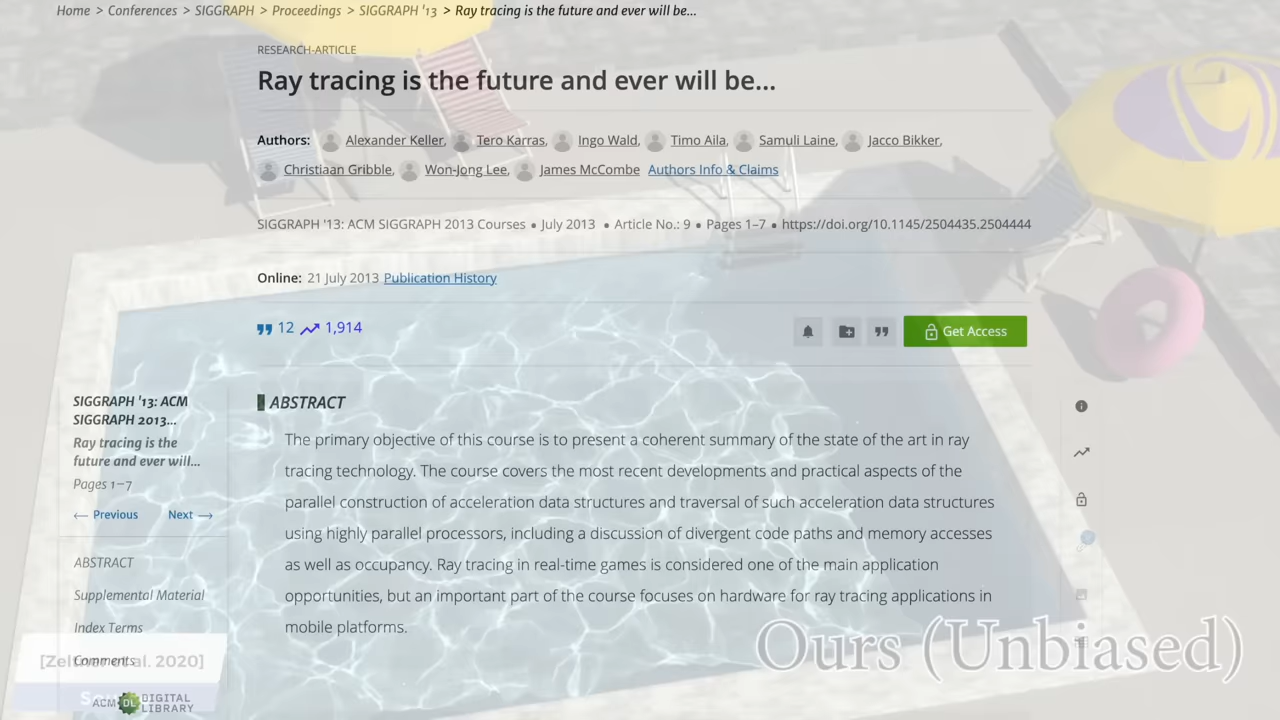 Home > Conferences > SIGGRAPH > Proceedings > SIGGRAPH '13 > Ray tracing is the future and ever will be...
RESEARCH-ARTICLE
Ray tracing is the future and ever will be...
Authors: Alexander Keller, Tero Karras, Ingo Wald, Timo Aila, Samuli Laine, Jacco Bikker,
Christiaan Gribble, Won-Jong Lee, James McCombe Authors Info & Claims
SIGGRAPH '13: ACM SIGGRAPH 2013 Courses • July 2013 • Article No.: 9 • Pages 1–7 • https://doi.org/10.1145/2504435.2504444
Online: 21 July 2013 Publication History
12 1,914
Get Access
SIGGRAPH '13: ACM
SIGGRAPH 2013...
Ray tracing is the
future and ever will...
Pages 1–7
← Previous Next →
ABSTRACT
Supplemental Material
Index Terms
Comments
ABSTRACT
The primary objective of this course is to present a coherent summary of the state of the art in ray
tracing technology. The course covers the most recent developments and practical aspects of the
parallel construction of acceleration data structures and traversal of such acceleration data structures
using highly parallel processors, including a discussion of divergent code paths and memory accesses
as well as occupancy. Ray tracing in real-time games is considered one of the main application
opportunities, but an important part of the course focuses on hardware for ray tracing applications in
mobile platforms.
Ours (Unbiased)
al. 2020]
ACM DL DIGITAL
LIBRARY